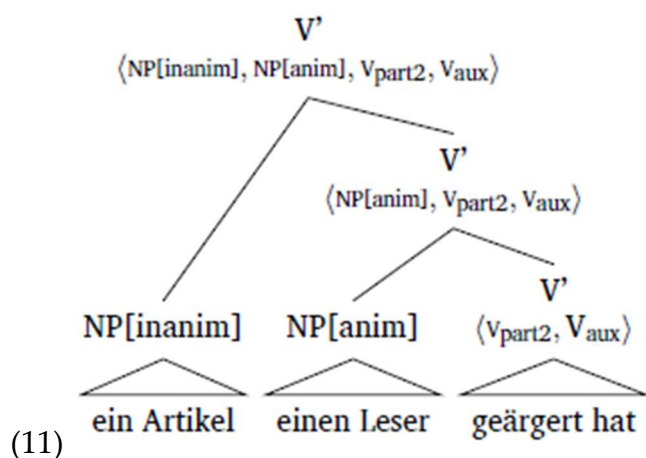 V'
⟨NP[inanim], NP[anim], Vpart2, Vaux⟩
V'
⟨NP[anim], Vpart2, Vaux⟩
V'
NP[inanim] NP[anim] ⟨Vpart2, Vaux⟩
ein Artikel einen Leser geärgert hat
(11)